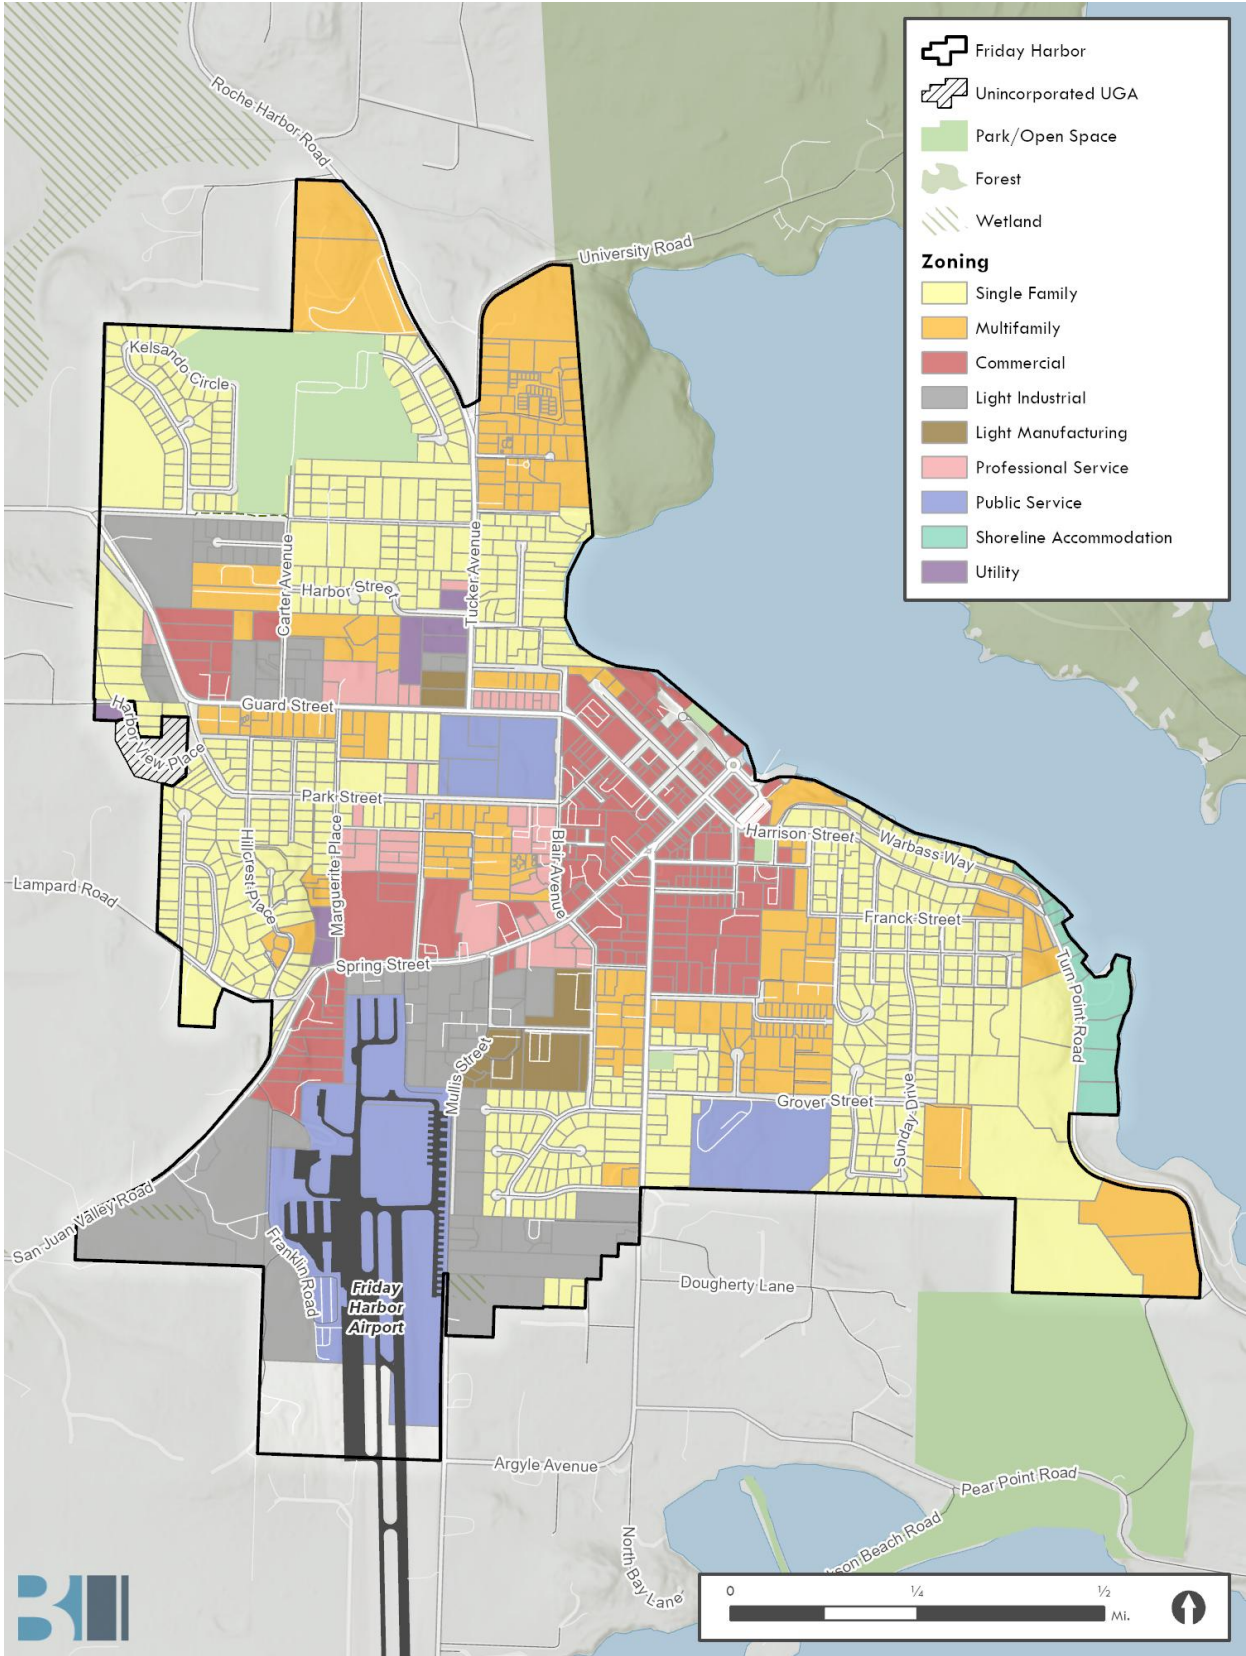 Friday Harbor
Unincorporated UGA
Park/Open Space
Forest
Wetland
Zoning
Single Family
Multifamily
Commercial
Light Industrial
Light Manufacturing
Professional Service
Public Service
Shoreline Accommodation
Utility
Roche Harbor Road
University Road
Kelsando Circle
Tucker Avenue
Carter Avenue
Harbor Street
Guard Street
Harbor View Place
Park Street
Marguerite Place
Hillcrest Place
Blair Avenue
Harrison Street
Warbass Way
Lampard Road
Franck Street
Spring Street
Turn Point Road
Mullis Street
Grover Street
Sunday Drive
San Juan Valley Road
Franklin Road
Friday
Harbor
Airport
Dougherty Lane
Argyle Avenue
Pear Point Road
son Beach Road
North Bay Lane
0 ¼ ½
Mi.